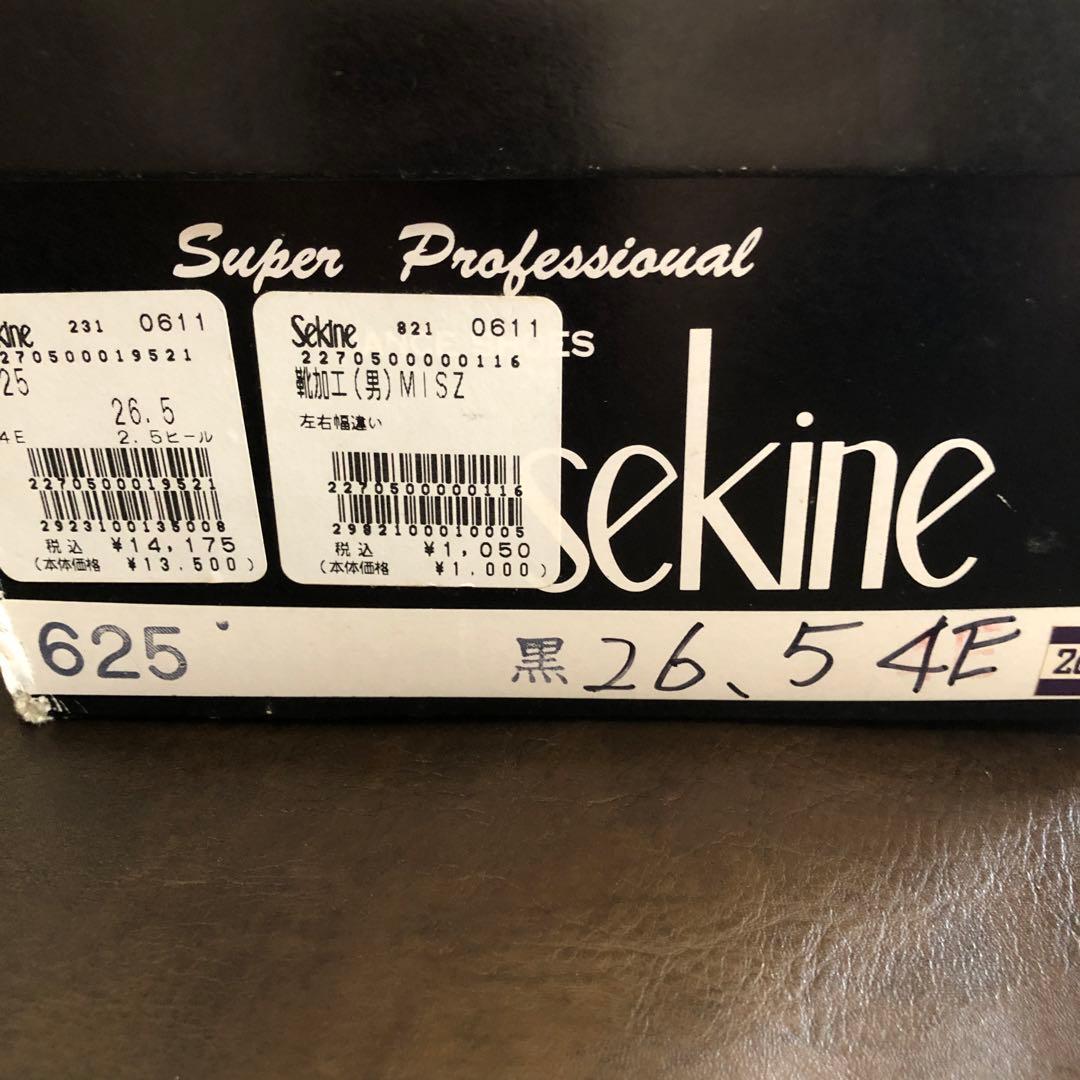 Super Professional
kine 231 0611
2270500019521
25
26.5
4E 2.5ヒール
2270500019521
2923100135008
税込 ¥14,175
(本体価格 ¥13.500)
Sekine 821 0611
2270500000116
靴加工(男)MISZ
左右幅違い
2270500000116
2982100010005
税込 ¥1,050
(本体価格 ¥1.000)
sekine
625 黒 26.5 4E